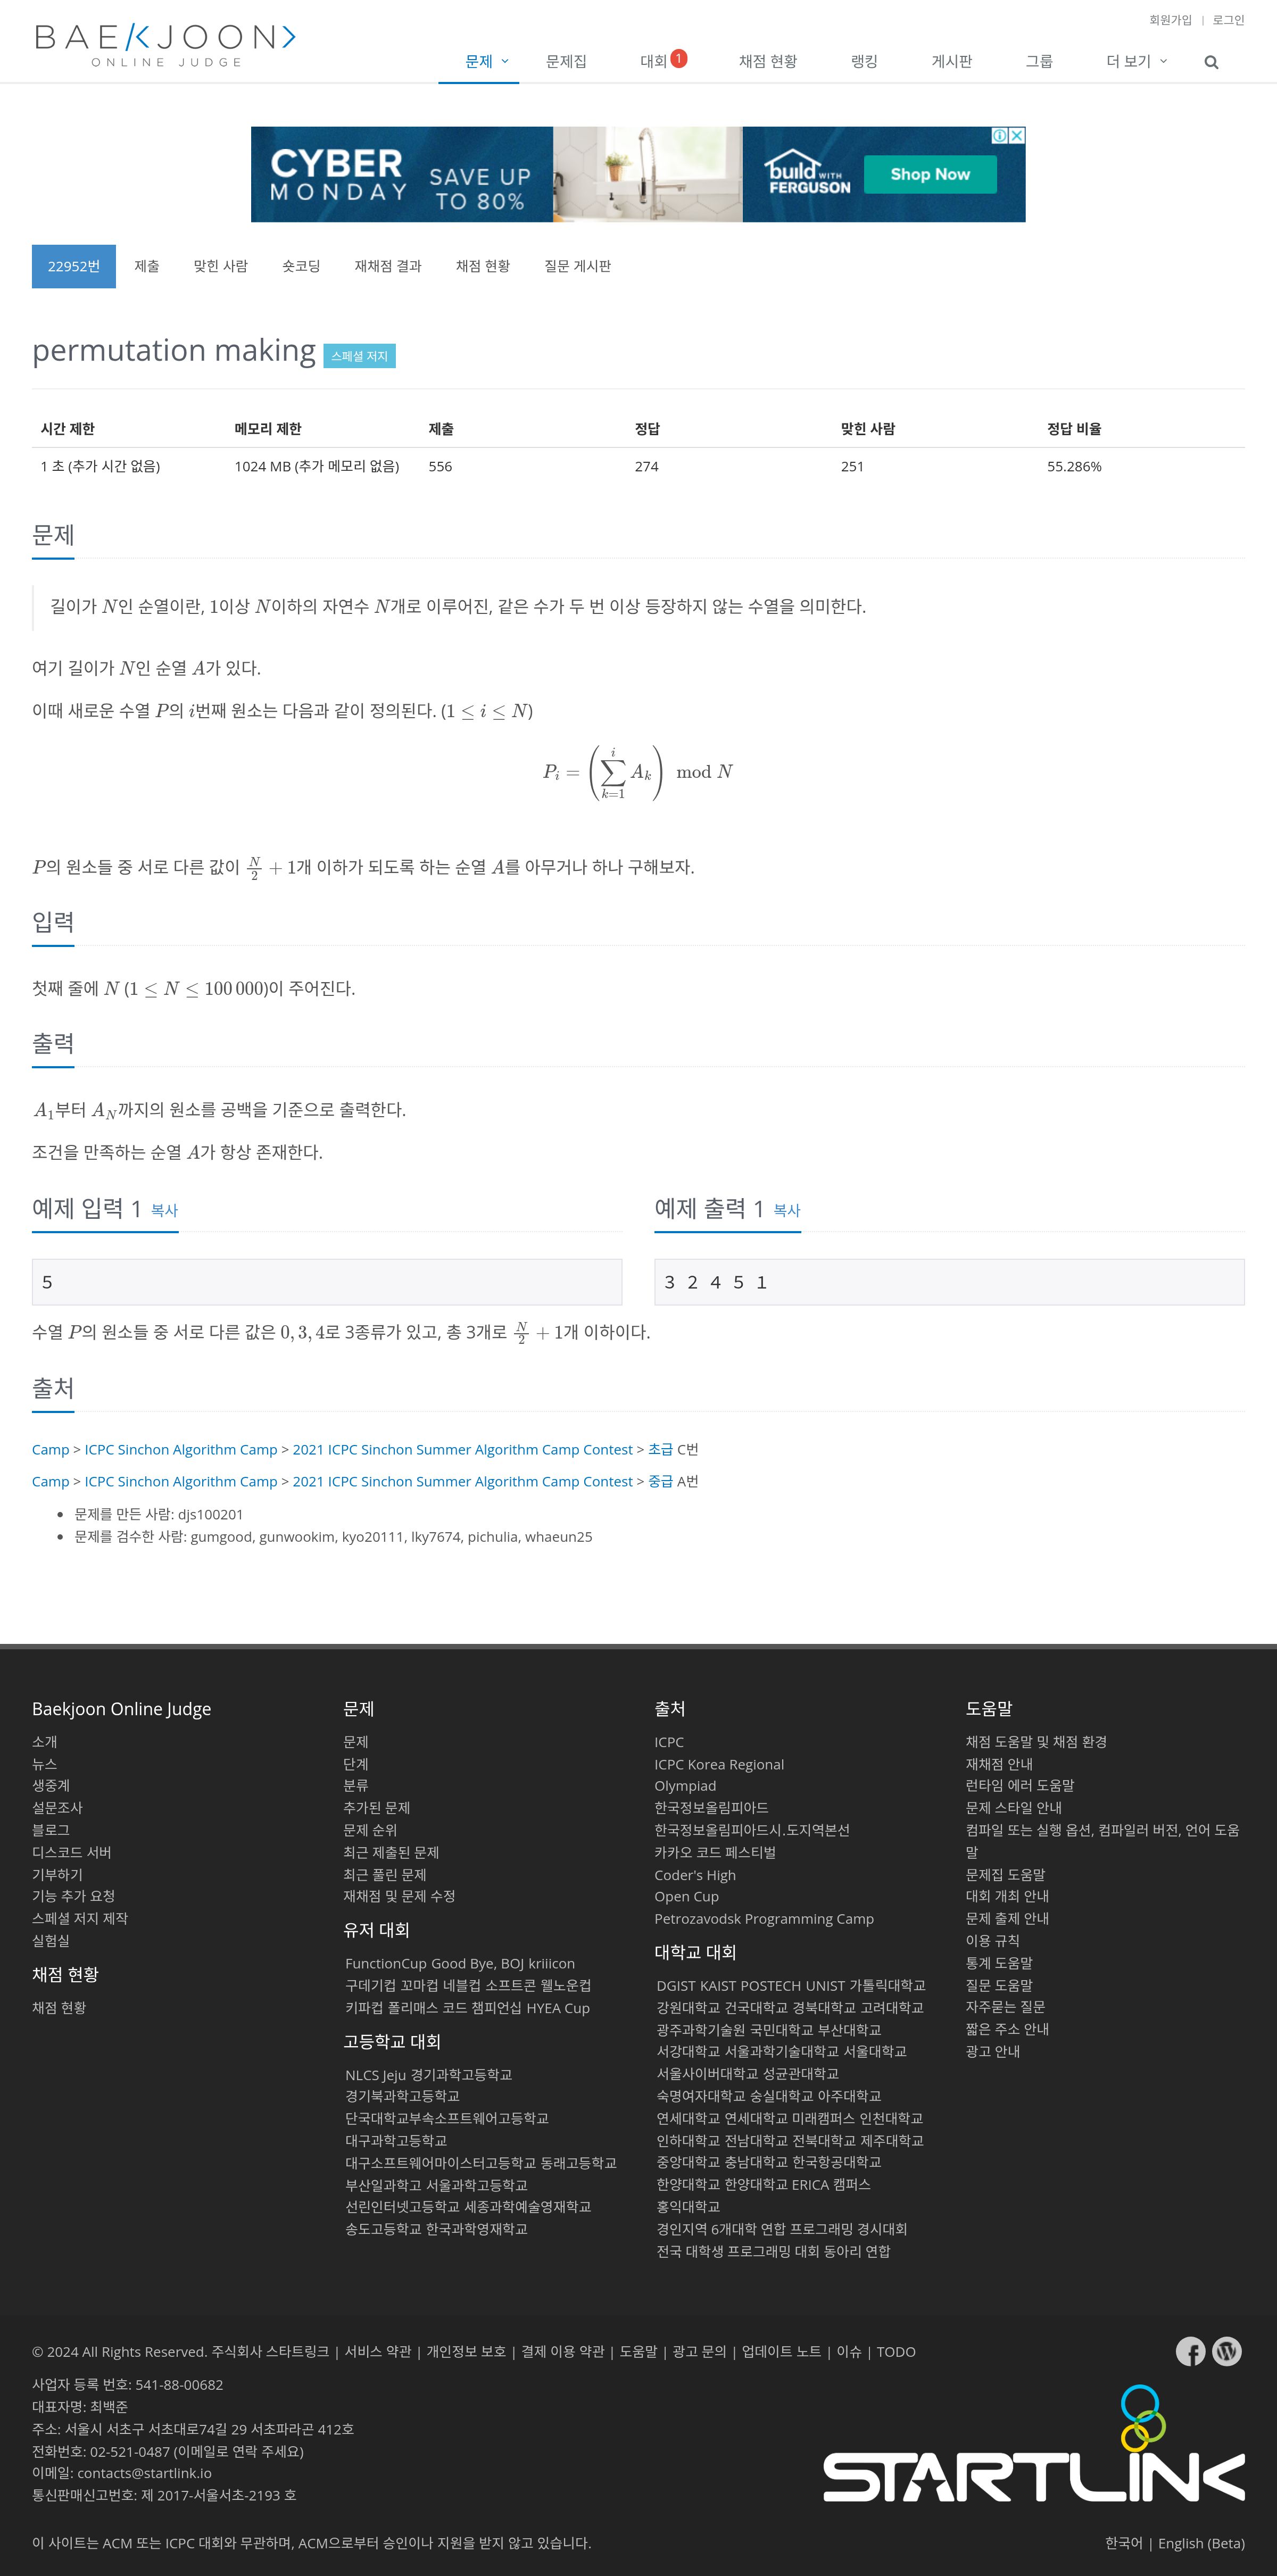 BAEKJOON>
ONLINE JUDGE
회원가입 | 로그인
문제 문제집 대회 1 채점 현황 랭킹 게시판 그룹 더 보기
CYBER MONDAY
SAVE UP TO 80%
build WITH FERGUSON
Shop Now
22952번 제출 맞힌 사람 숏코딩 재채점 결과 채점 현황 질문 게시판
permutation making 스페셜 저지
시간 제한 메모리 제한 제출 정답 맞힌 사람 정답 비율
1 초 (추가 시간 없음) 1024 MB (추가 메모리 없음) 556 274 251 55.286%
문제
길이가 N인 순열이란, 1이상 N이하의 자연수 N개로 이루어진, 같은 수가 두 번 이상 등장하지 않는 수열을 의미한다.
여기 길이가 N인 순열 A가 있다.
이때 새로운 수열 P의 i번째 원소는 다음과 같이 정의된다. (1 ≤ i ≤ N)
P_i = (∑_{k=1}^{i} A_k) mod N
P의 원소들 중 서로 다른 값이 N/2 + 1개 이하가 되도록 하는 순열 A를 아무거나 하나 구해보자.
입력
첫째 줄에 N (1 ≤ N ≤ 100 000)이 주어진다.
출력
A_1부터 A_N까지의 원소를 공백을 기준으로 출력한다.
조건을 만족하는 순열 A가 항상 존재한다.
예제 입력 1 복사
5
예제 출력 1 복사
3 2 4 5 1
수열 P의 원소들 중 서로 다른 값은 0, 3, 4로 3종류가 있고, 총 3개로 N/2 + 1개 이하이다.
출처
Camp > ICPC Sinchon Algorithm Camp > 2021 ICPC Sinchon Summer Algorithm Camp Contest > 초급 C번
Camp > ICPC Sinchon Algorithm Camp > 2021 ICPC Sinchon Summer Algorithm Camp Contest > 중급 A번
• 문제를 만든 사람: djs100201
• 문제를 검수한 사람: gumgood, gunwookim, kyo20111, lky7674, pichulia, whaeun25
Baekjoon Online Judge
소개
뉴스
생중계
설문조사
블로그
디스코드 서버
기부하기
기능 추가 요청
스페셜 저지 제작
실험실
채점 현황
채점 현황
문제
문제
단계
분류
추가된 문제
문제 순위
최근 제출된 문제
최근 풀린 문제
재채점 및 문제 수정
유저 대회
FunctionCup Good Bye, BOJ kriiicon
구데기컵 꼬마컵 네블컵 소프트콘 웰노운컵
키파컵 폴리매스 코드 챔피언십 HYEA Cup
고등학교 대회
NLCS Jeju 경기과학고등학교
경기북과학고등학교
단국대학교부속소프트웨어고등학교
대구과학고등학교
대구소프트웨어마이스터고등학교 동래고등학교
부산일과학고 서울과학고등학교
선린인터넷고등학교 세종과학예술영재학교
송도고등학교 한국과학영재학교
출처
ICPC
ICPC Korea Regional
Olympiad
한국정보올림피아드
한국정보올림피아드시.도지역본선
카카오 코드 페스티벌
Coder's High
Open Cup
Petrozavodsk Programming Camp
대학교 대회
DGIST KAIST POSTECH UNIST 가톨릭대학교
강원대학교 건국대학교 경북대학교 고려대학교
광주과학기술원 국민대학교 부산대학교
서강대학교 서울과학기술대학교 서울대학교
서울사이버대학교 성균관대학교
숙명여자대학교 숭실대학교 아주대학교
연세대학교 연세대학교 미래캠퍼스 인천대학교
인하대학교 전남대학교 전북대학교 제주대학교
중앙대학교 충남대학교 한국항공대학교
한양대학교 한양대학교 ERICA 캠퍼스
홍익대학교
경인지역 6개대학 연합 프로그래밍 경시대회
전국 대학생 프로그래밍 대회 동아리 연합
도움말
채점 도움말 및 채점 환경
재채점 안내
런타임 에러 도움말
문제 스타일 안내
컴파일 또는 실행 옵션, 컴파일러 버전, 언어 도움
말
문제집 도움말
대회 개최 안내
문제 출제 안내
이용 규칙
통계 도움말
질문 도움말
자주묻는 질문
짧은 주소 안내
광고 안내
© 2024 All Rights Reserved. 주식회사 스타트링크 | 서비스 약관 | 개인정보 보호 | 결제 이용 약관 | 도움말 | 광고 문의 | 업데이트 노트 | 이슈 | TODO
사업자 등록 번호: 541-88-00682
대표자명: 최백준
주소: 서울시 서초구 서초대로74길 29 서초파라곤 412호
전화번호: 02-521-0487 (이메일로 연락 주세요)
이메일: contacts@startlink.io
통신판매신고번호: 제 2017-서울서초-2193 호
STARTLINK
이 사이트는 ACM 또는 ICPC 대회와 무관하며, ACM으로부터 승인이나 지원을 받지 않고 있습니다.
한국어 | English (Beta)